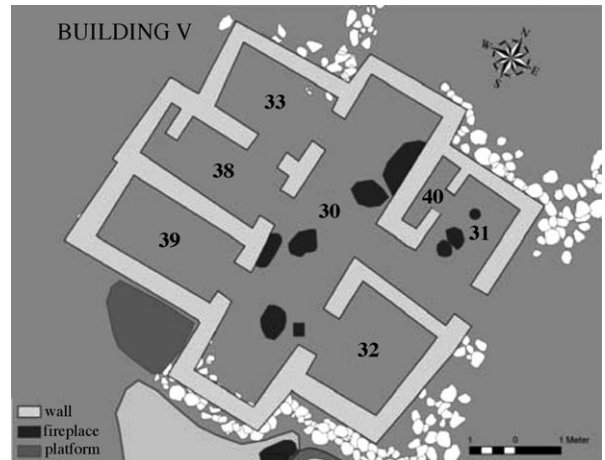 BUILDING V
N
W
E
S
33
38
40
30
31
39
32
wall
fireplace
platform
1 0 1 Meter